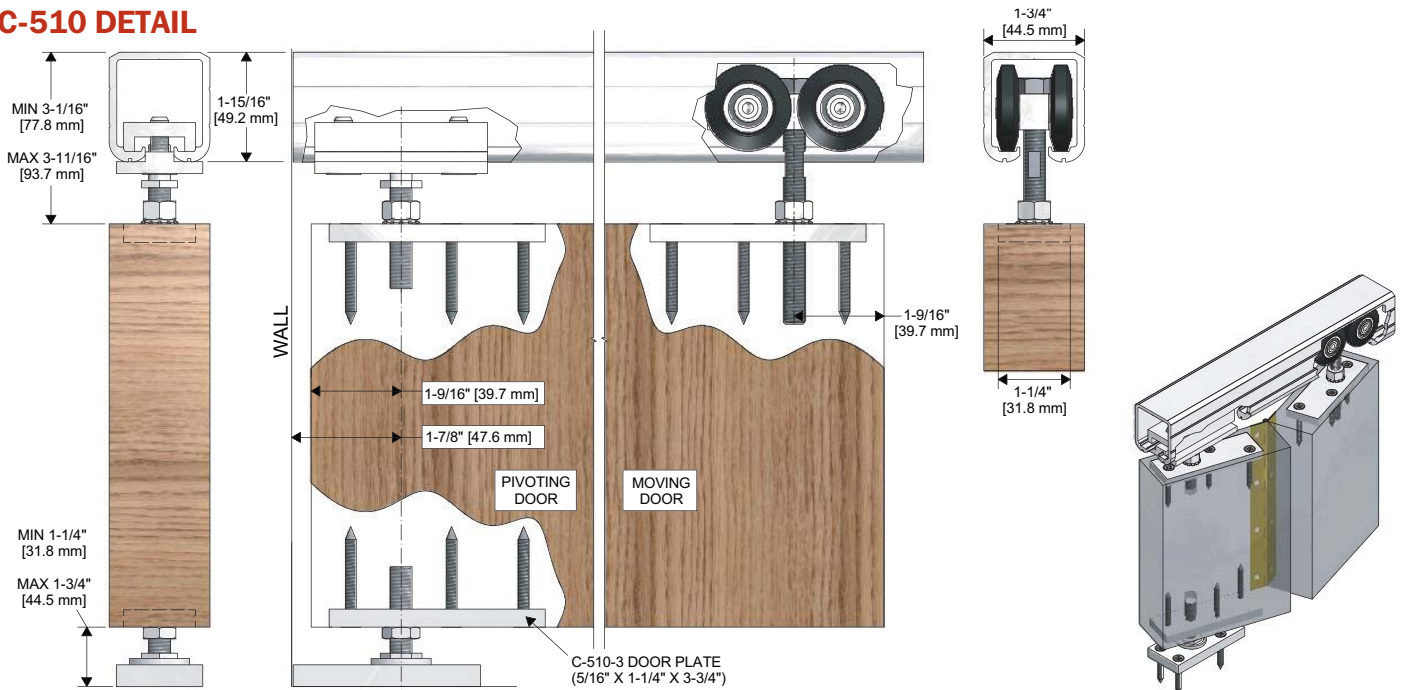 C-510 DETAIL
MIN 3-1/16"
[77.8 mm]
MAX 3-11/16"
[93.7 mm]
1-15/16"
[49.2 mm]
1-3/4"
[44.5 mm]
WALL
1-9/16"
[39.7 mm]
1-1/4"
[31.8 mm]
1-9/16" [39.7 mm]
1-7/8" [47.6 mm]
PIVOTING
DOOR
MOVING
DOOR
MIN 1-1/4"
[31.8 mm]
MAX 1-3/4"
[44.5 mm]
C-510-3 DOOR PLATE
(5/16" X 1-1/4" X 3-3/4")